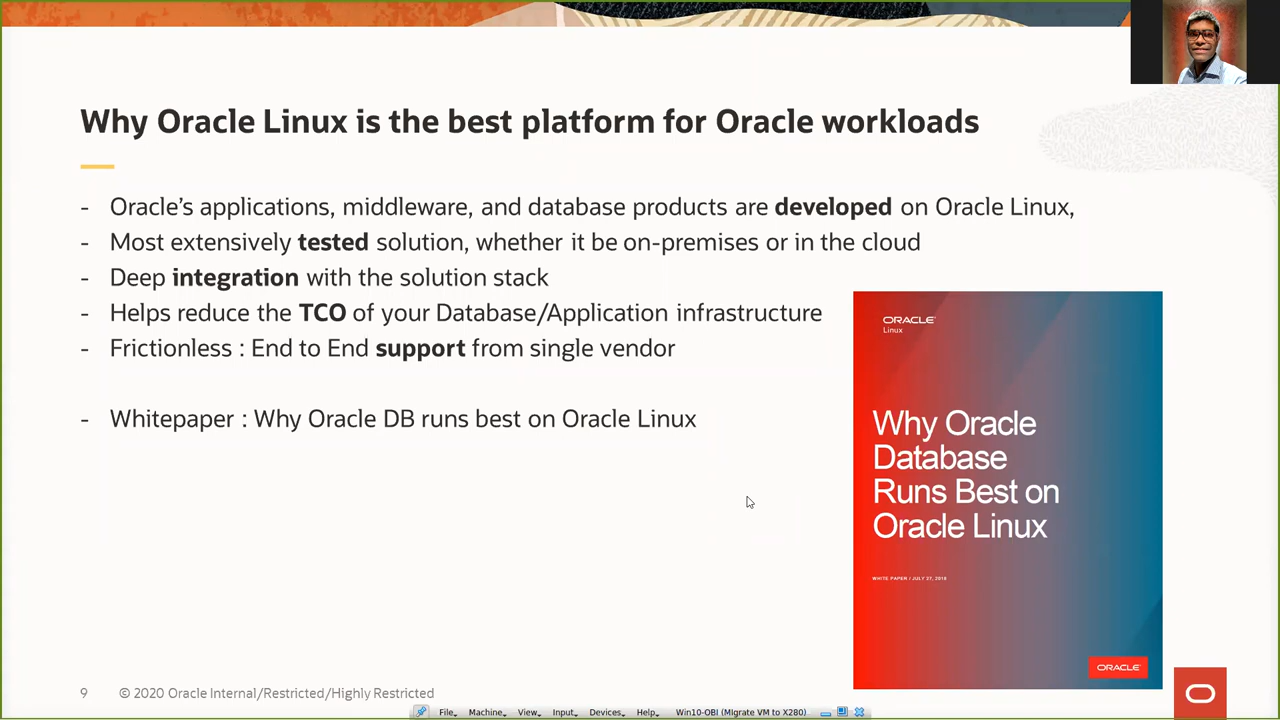 Why Oracle Linux is the best platform for Oracle workloads
- Oracle's applications, middleware, and database products are developed on Oracle Linux,
- Most extensively tested solution, whether it be on-premises or in the cloud
- Deep integration with the solution stack
- Helps reduce the TCO of your Database/Application infrastructure
- Frictionless : End to End support from single vendor
- Whitepaper : Why Oracle DB runs best on Oracle Linux
ORACLE
Linux
Why Oracle
Database
Runs Best on
Oracle Linux
WHITE PAPER / JULY 27, 2018
ORACLE
9 © 2020 Oracle Internal/Restricted/Highly Restricted
File Machine View Input Devices Help Win10-OBI (Migrate VM to X280)